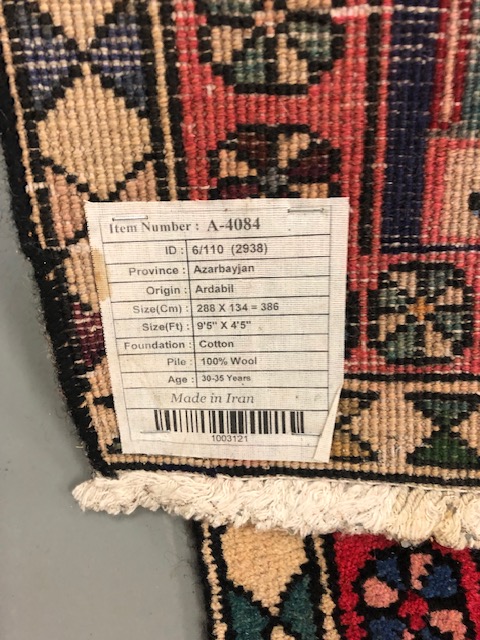 Item Number : A-4084
ID : 6/110 (2938)
Province : Azarbayjan
Origin : Ardabil
Size(Cm) : 288 X 134 = 386
Size(Ft) : 9'5" X 4'5"
Foundation : Cotton
Pile : 100% Wool
Age : 30-35 Years
Made in Iran
1003121